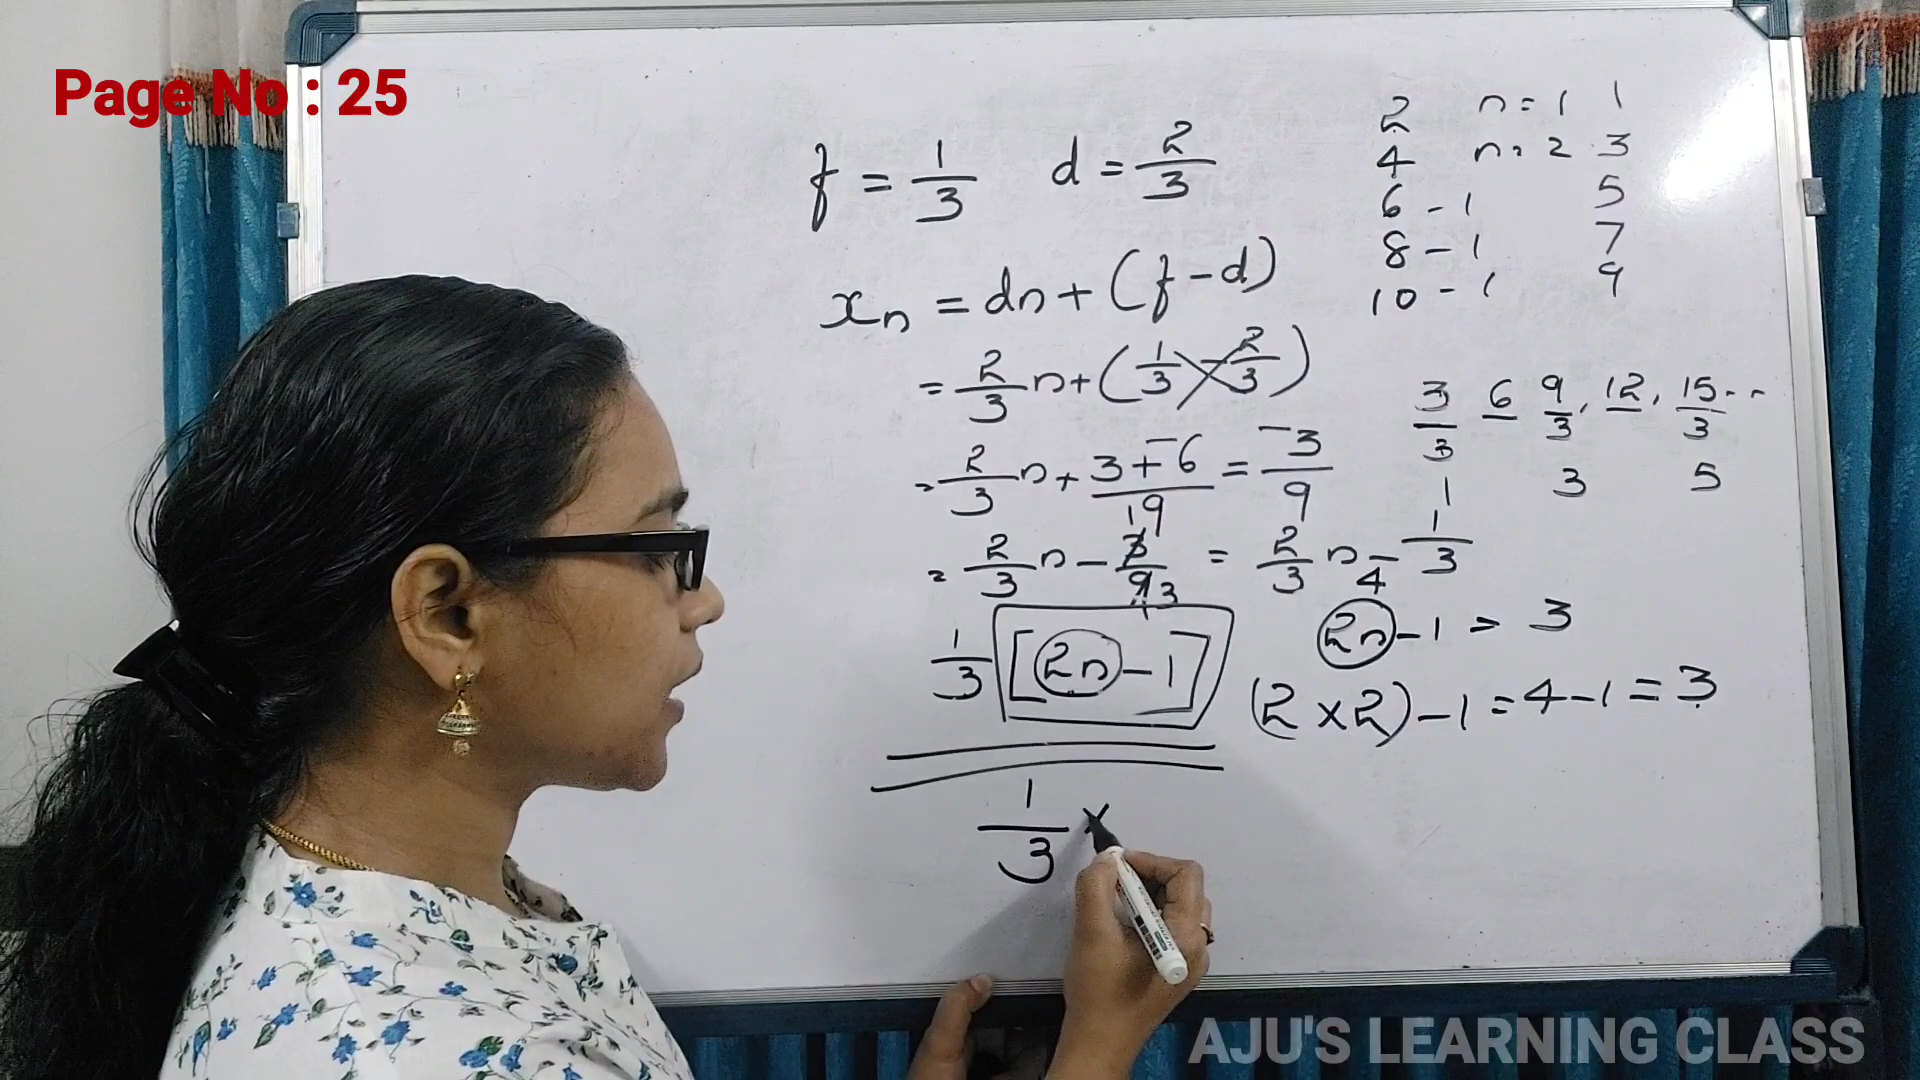 Page No : 25
f = 1/3 d = 2/3
xn = dn + (f - d)
= 2/3 n + (1/3 - 2/3)
= 2/3 n + 3 + -6 / 9 = -3/9
= 2/3 n - 3/9 = 2/3 n - 1/3
1/3 [2n - 1]
1/3 ×
2 n = 1 1
4 n = 2 3
6 - 1 5
8 - 1 7
10 - 1 9
3/3 6 9/3, 12, 15/3 ...
1 3 5
4
2n - 1 = 3
(2 × 2) - 1 = 4 - 1 = 3
AJU'S LEARNING CLASS